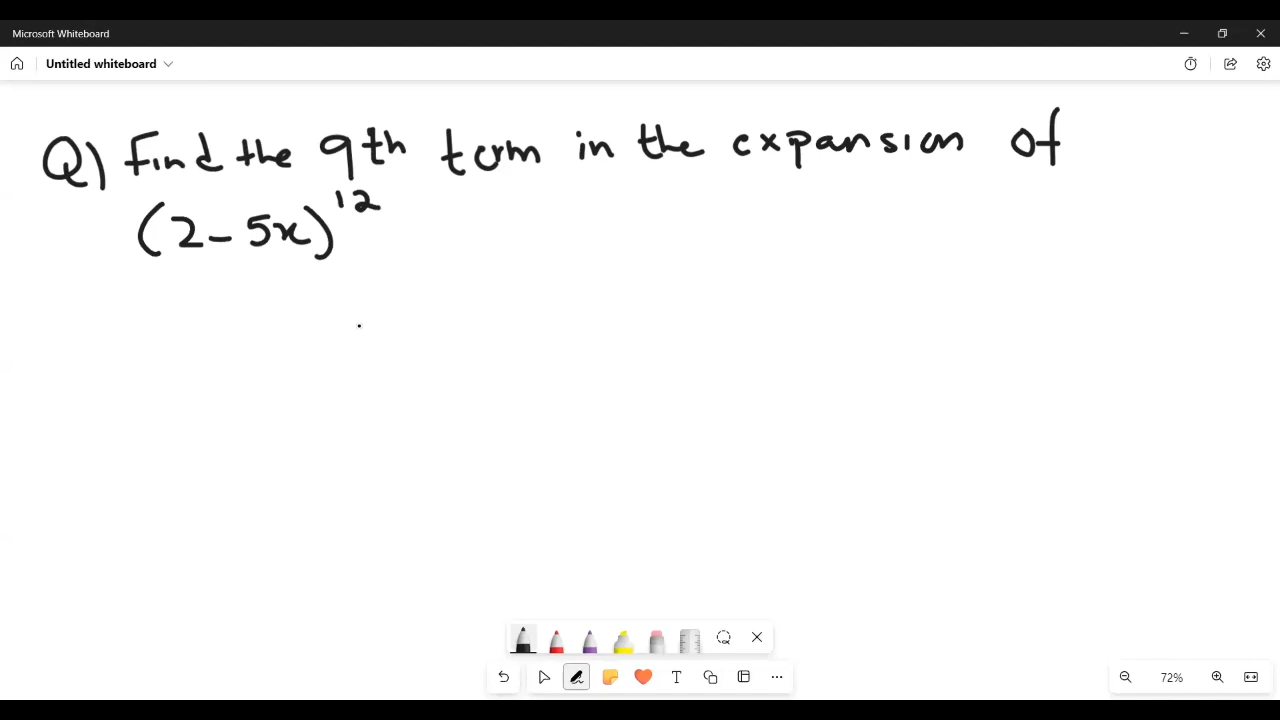 Microsoft Whiteboard
Untitled whiteboard
Q) Find the 9th term in the expansion of
(2 - 5x)¹²
72%